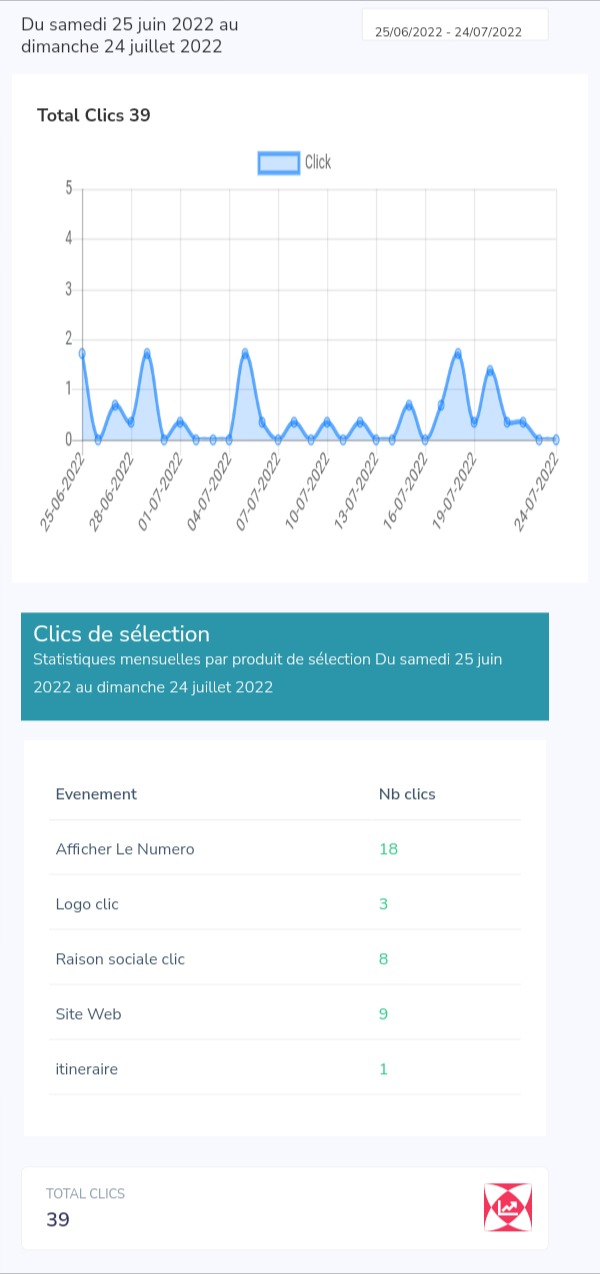 Du samedi 25 juin 2022 au
dimanche 24 juillet 2022
25/06/2022 - 24/07/2022
Total Clics 39
Click
5
4
3
2
1
0
25-06-2022
28-06-2022
01-07-2022
04-07-2022
07-07-2022
10-07-2022
13-07-2022
16-07-2022
19-07-2022
24-07-2022
Clics de sélection
Statistiques mensuelles par produit de sélection Du samedi 25 juin
2022 au dimanche 24 juillet 2022
Evenement Nb clics
Afficher Le Numero 18
Logo clic 3
Raison sociale clic 8
Site Web 9
itineraire 1
TOTAL CLICS
39